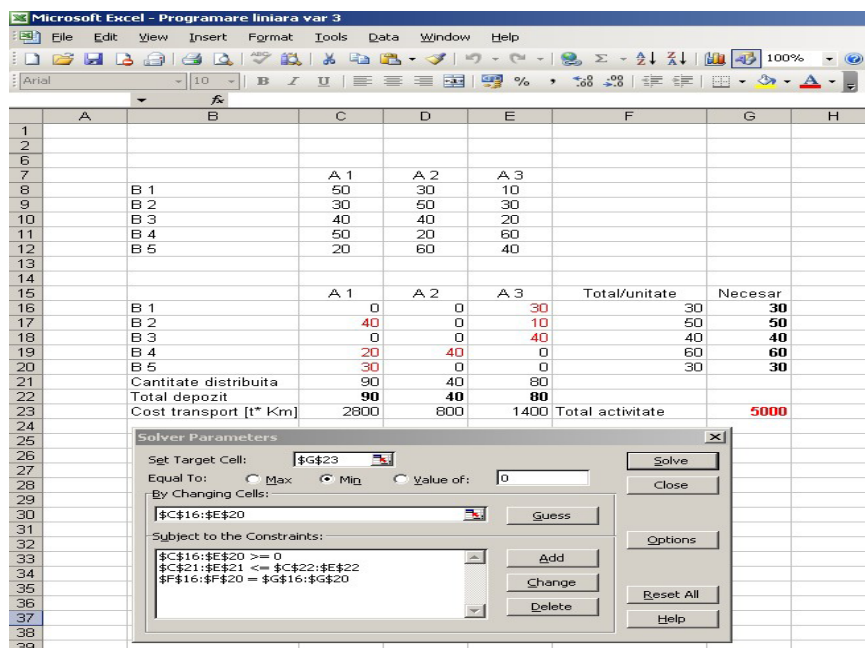 Microsoft Excel - Programare liniara var 3
File Edit View Insert Format Tools Data Window Help
100%
Arial 10 B I U % ,
fx
A B C D E F G H
1
2
6
7 A 1 A 2 A 3
8 B 1 50 30 10
9 B 2 30 50 30
10 B 3 40 40 20
11 B 4 50 20 60
12 B 5 20 60 40
13
14
15 A 1 A 2 A 3 Total/unitate Necesar
16 B 1 0 0 30 30 30
17 B 2 40 0 10 50 50
18 B 3 0 0 40 40 40
19 B 4 20 40 0 60 60
20 B 5 30 0 0 30 30
21 Cantitate distribuita 90 40 80
22 Total depozit 90 40 80
23 Cost transport [t* Km] 2800 800 1400 Total activitate 5000
24
25 Solver Parameters
26 Set Target Cell: $G$23 Solve
27 Equal To: Max Min Value of: 0
28 Close
29 By Changing Cells:
30 $C$16:$E$20 Guess
31 Subject to the Constraints:
32 Options
33 $C$16:$E$20 >= 0 Add
34 $C$21:$E$21 <= $C$22:$E$22
35 $F$16:$F$20 = $G$16:$G$20 Change
36 Reset All
37 Delete Help
38
39